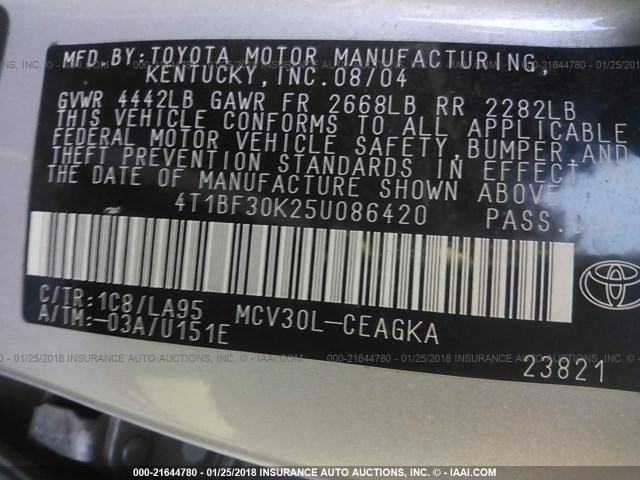 MFD BY: TOYOTA MOTOR MANUFACTURING,
KENTUCKY, INC. 08/04
GVWR 4442LB GAWR FR 2668LB RR 2282LB
THIS VEHICLE CONFORMS TO ALL APPLICABLE
FEDERAL MOTOR VEHICLE SAFETY, BUMPER, AND
THEFT PREVENTION STANDARDS IN EFFECT ON
THE DATE OF MANUFACTURE SHOWN ABOVE.
4T1BF30K25U086420 PASS.CAR
C/TR: 1C8/LA95 MCV30L-CEAGKA
A/TM: -03A/U151E
TOYOTA
23821
000-21644780 - 01/25/2018 INSURANCE AUTO AUCTIONS - © IAAI.COM